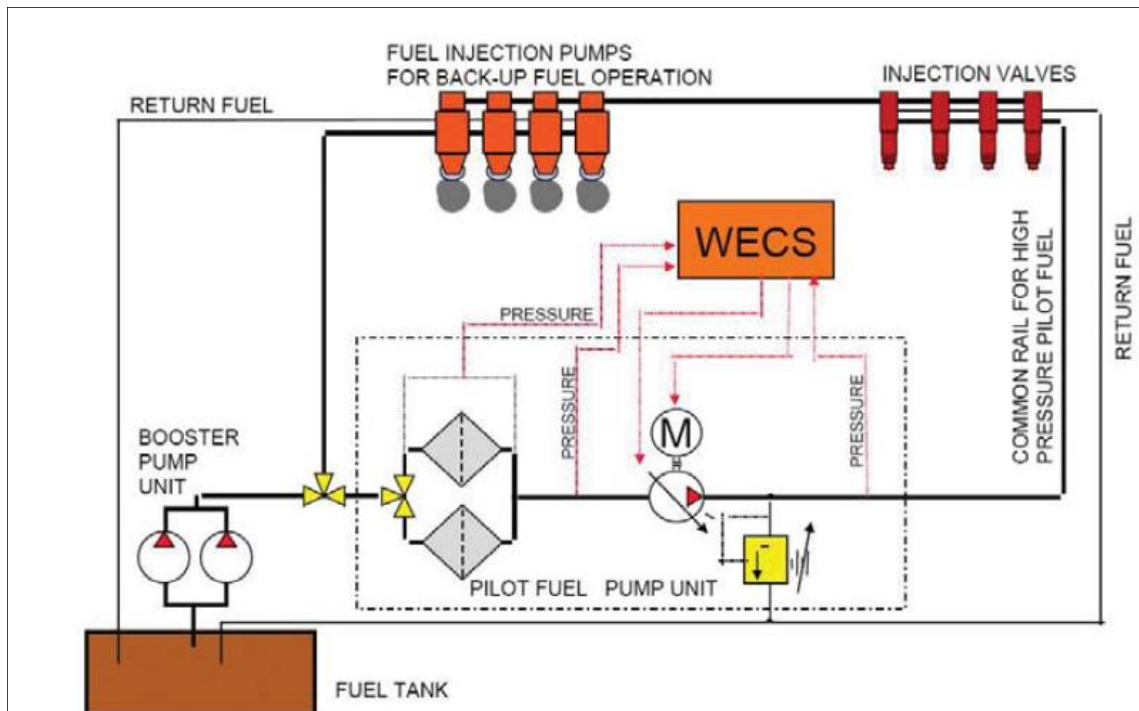 FUEL INJECTION PUMPS
FOR BACK-UP FUEL OPERATION
INJECTION VALVES
RETURN FUEL
WECS
PRESSURE
PRESSURE
PRESSURE
COMMON RAIL FOR HIGH
PRESSURE PILOT FUEL
RETURN FUEL
BOOSTER
PUMP
UNIT
M
PILOT FUEL PUMP UNIT
FUEL TANK